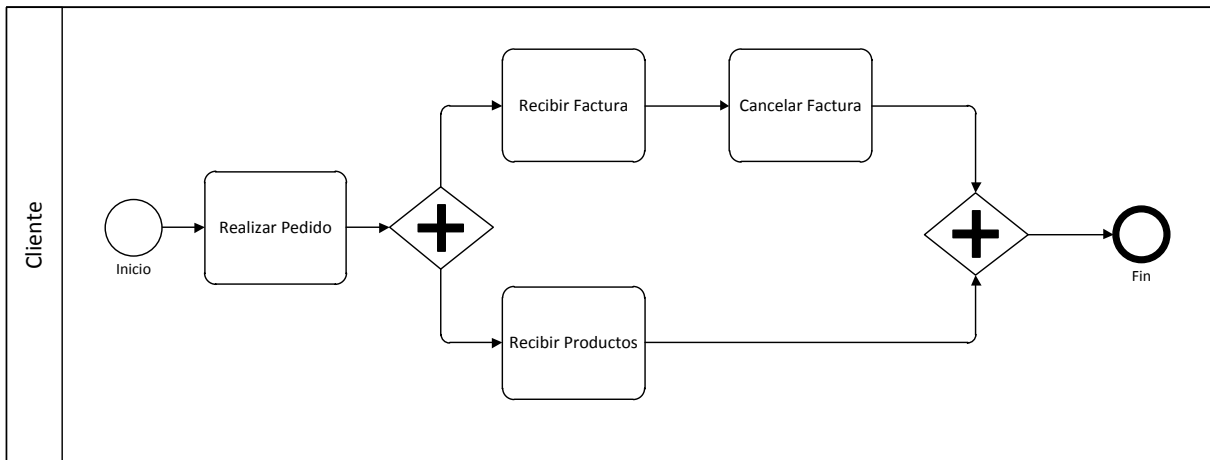 Cliente
Inicio
Realizar Pedido
Recibir Factura
Cancelar Factura
Recibir Productos
Fin